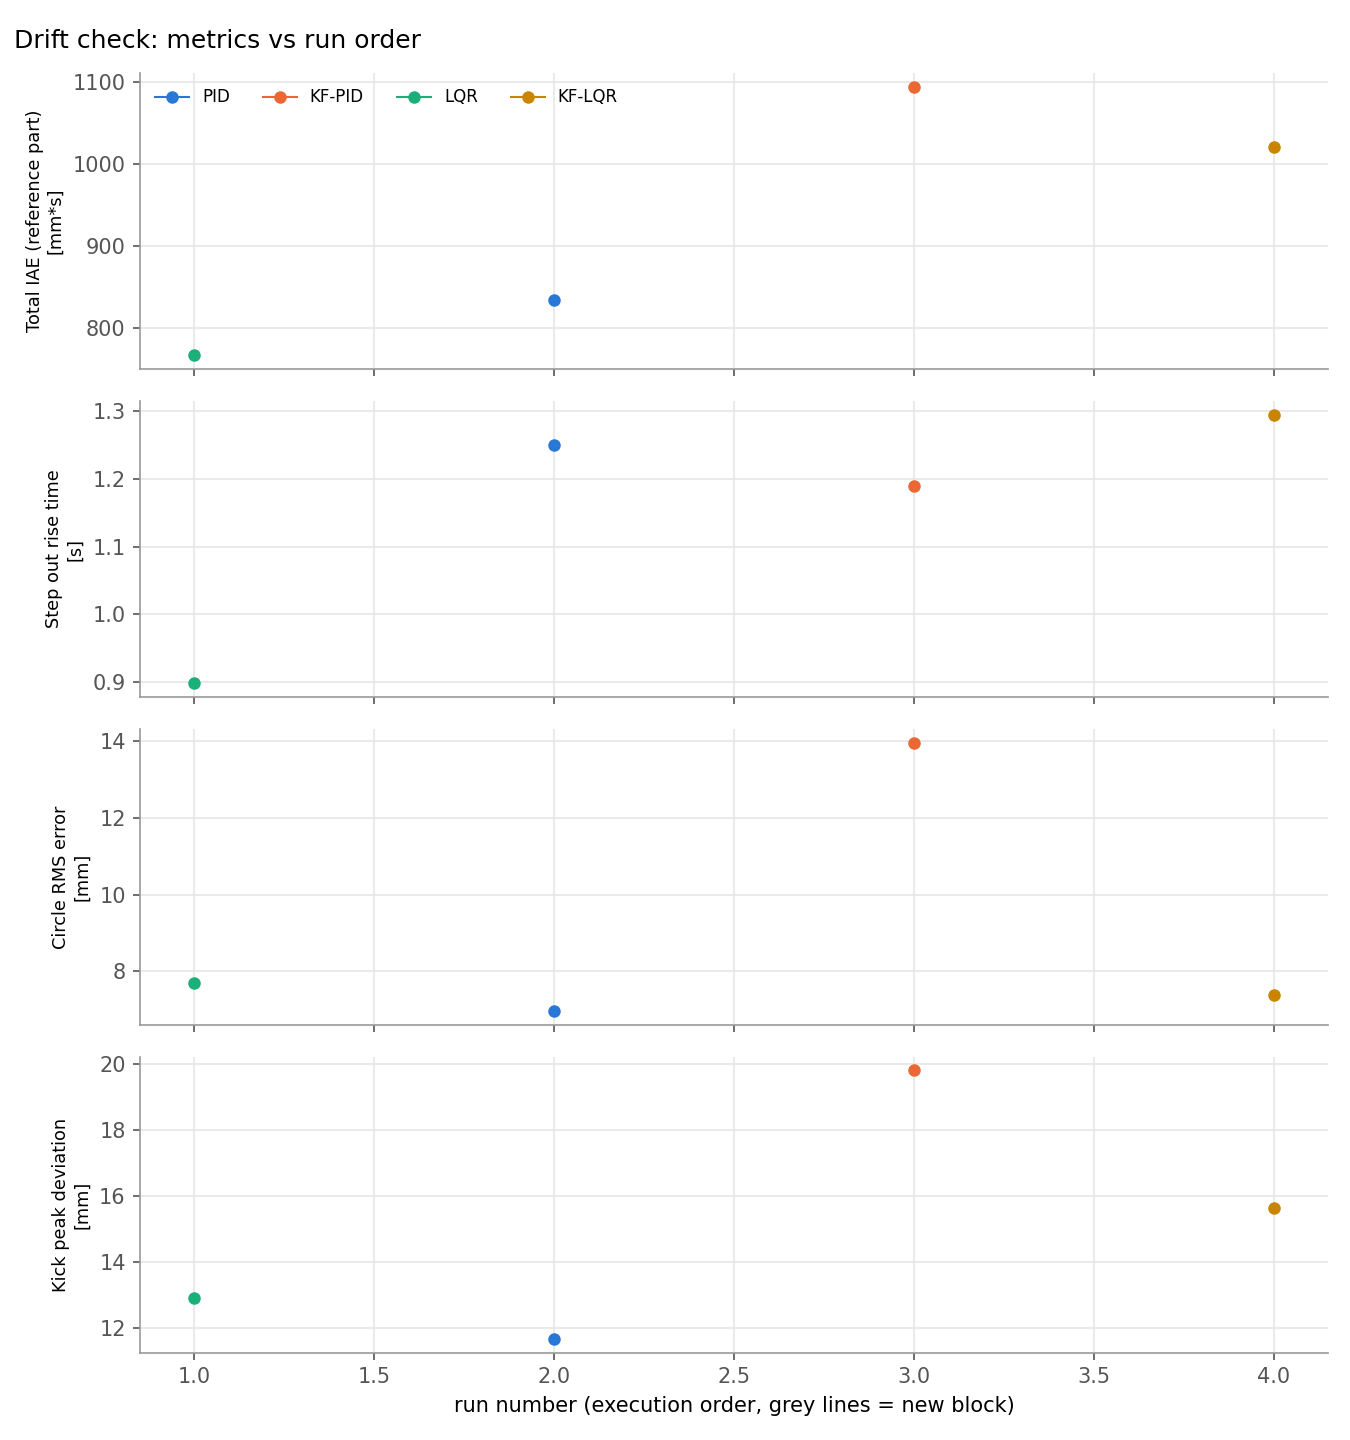 Drift check: metrics vs run order
PID
KF-PID
LQR
KF-LQR
Total IAE (reference part)
[mm*s]
1100
1000
900
800
Step out rise time
[s]
1.3
1.2
1.1
1.0
0.9
Circle RMS error
[mm]
14
12
10
8
Kick peak deviation
[mm]
20
18
16
14
12
1.0 1.5 2.0 2.5 3.0 3.5 4.0
run number (execution order, grey lines = new block)